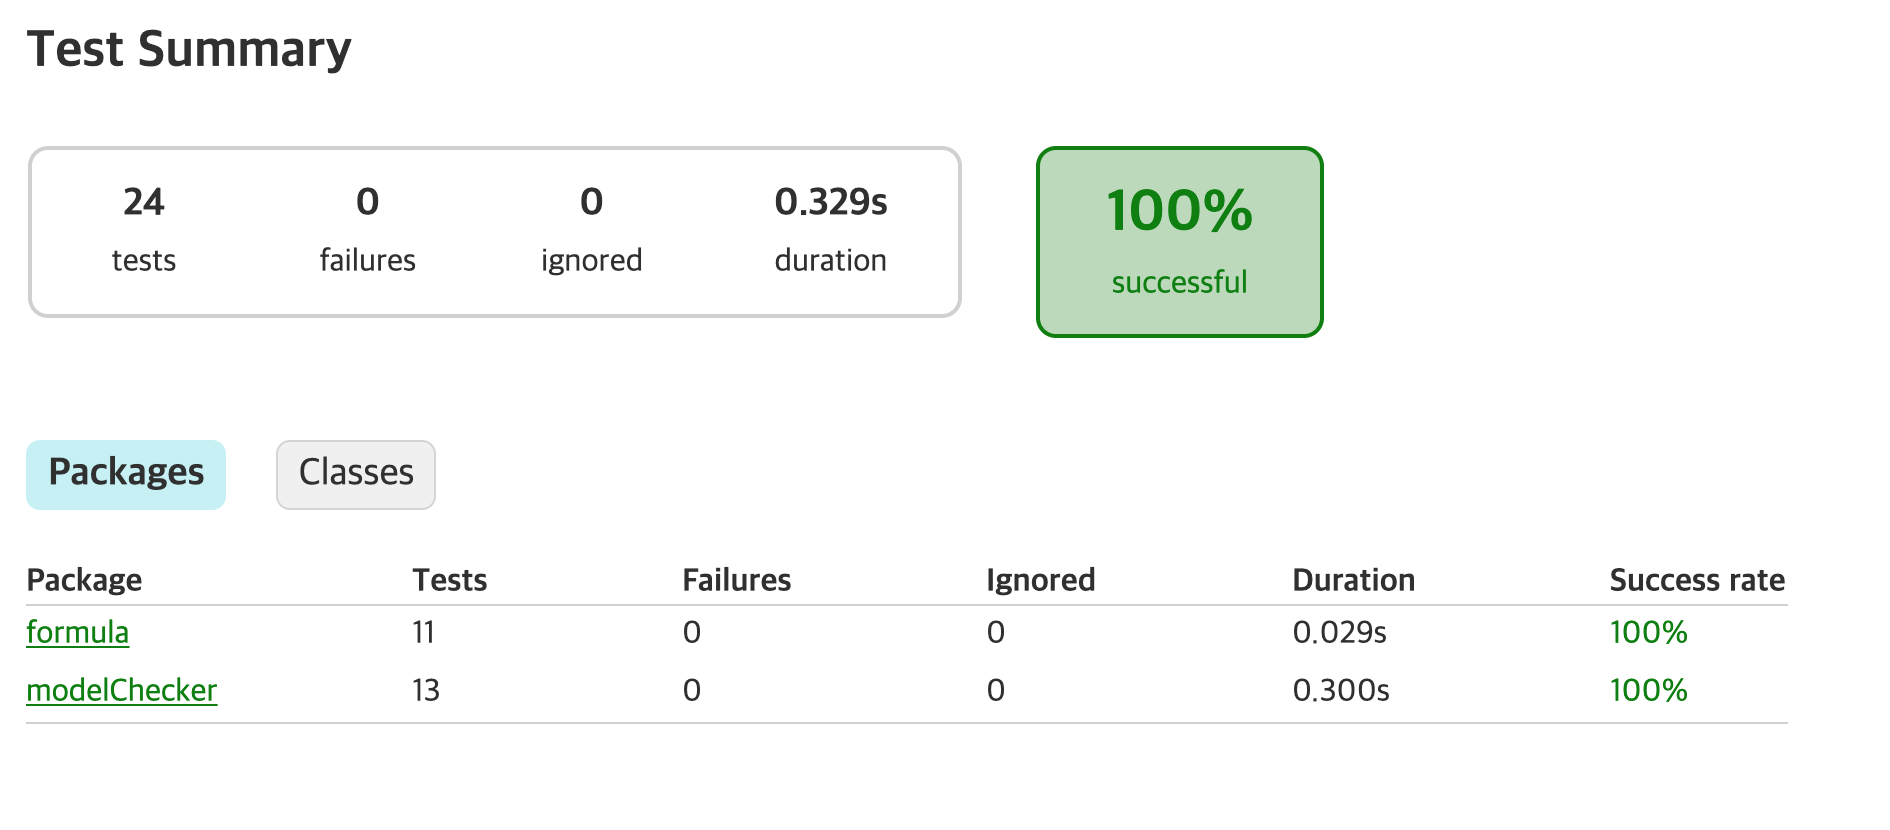 Test Summary
24 0 0 0.329s
tests failures ignored duration
100%
successful
Packages Classes
Package Tests Failures Ignored Duration Success rate
formula 11 0 0 0.029s 100%
modelChecker 13 0 0 0.300s 100%